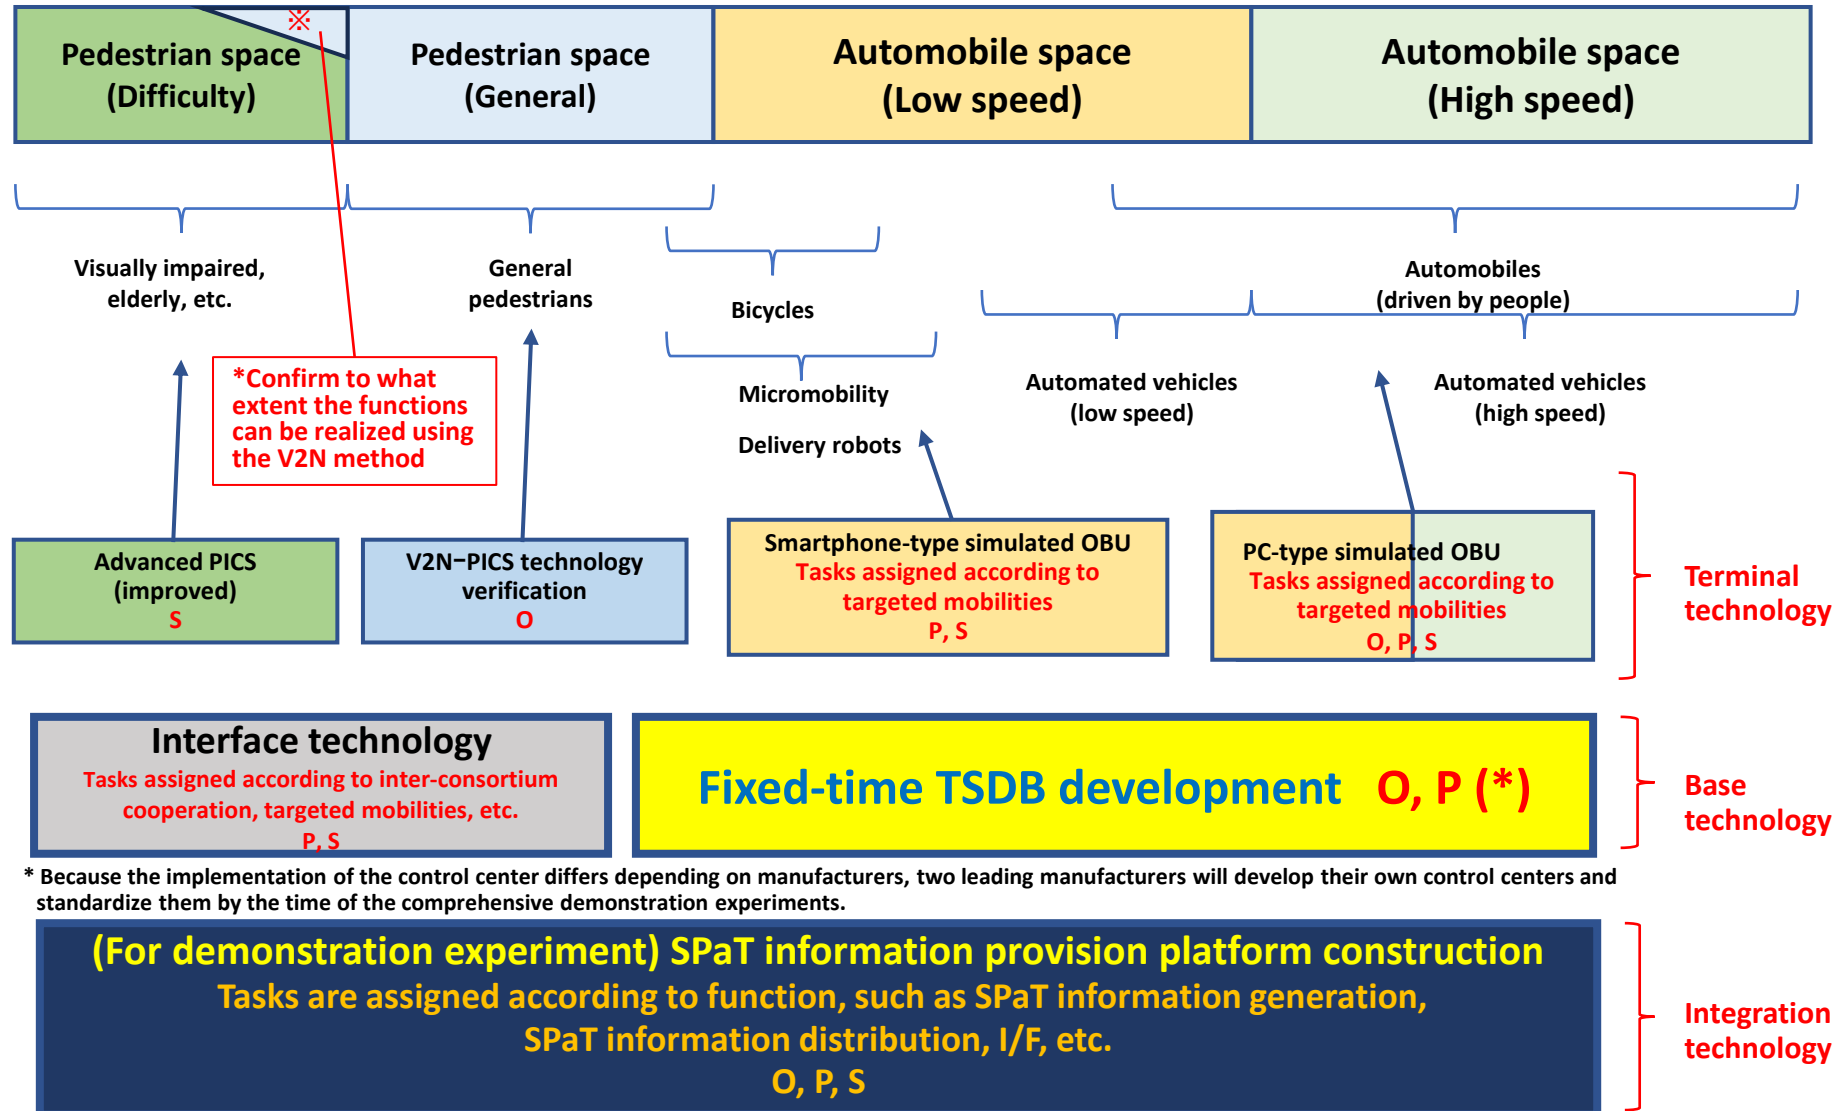 ※
Pedestrian space
(Difficulty)
Pedestrian space
(General)
Automobile space
(Low speed)
Automobile space
(High speed)
Visually impaired,
elderly, etc.
General
pedestrians
Bicycles
Automobiles
(driven by people)
*Confirm to what
extent the functions
can be realized using
the V2N method
Micromobility
Delivery robots
Automated vehicles
(low speed)
Automated vehicles
(high speed)
Advanced PICS
(improved)
S
V2N−PICS technology
verification
O
Smartphone-type simulated OBU
Tasks assigned according to
targeted mobilities
P, S
PC-type simulated OBU
Tasks assigned according to
targeted mobilities
O, P, S
Terminal
technology
Interface technology
Tasks assigned according to inter-consortium
cooperation, targeted mobilities, etc.
P, S
Fixed-time TSDB development O, P (*)
Base
technology
* Because the implementation of the control center differs depending on manufacturers, two leading manufacturers will develop their own control centers and
standardize them by the time of the comprehensive demonstration experiments.
(For demonstration experiment) SPaT information provision platform construction
Tasks are assigned according to function, such as SPaT information generation,
SPaT information distribution, I/F, etc.
O, P, S
Integration
technology